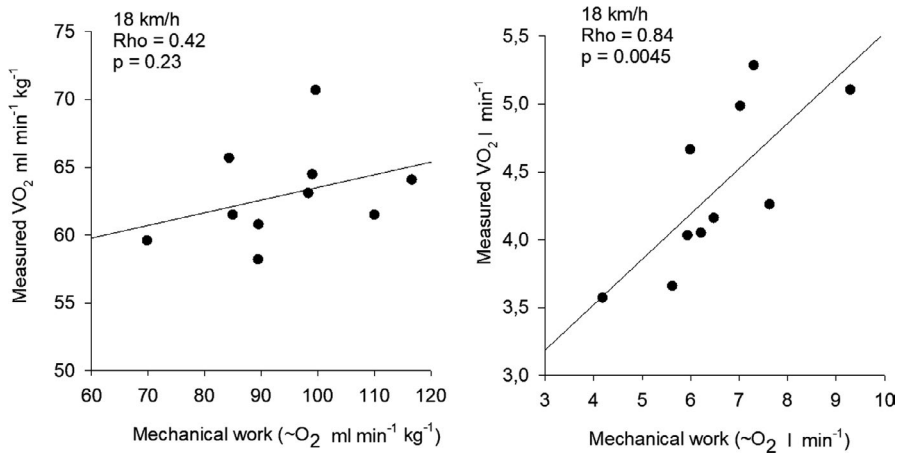 18 km/h
Rho = 0.42
p = 0.23
75
70
65
60
55
50
Measured VO₂ ml min⁻¹ kg⁻¹
60 70 80 90 100 110 120
Mechanical work (~O₂ ml min⁻¹ kg⁻¹)
18 km/h
Rho = 0.84
p = 0.0045
5,5
5,0
4,5
4,0
3,5
3,0
Measured VO₂ l min⁻¹
3 4 5 6 7 8 9 10
Mechanical work (~O₂ l min⁻¹)